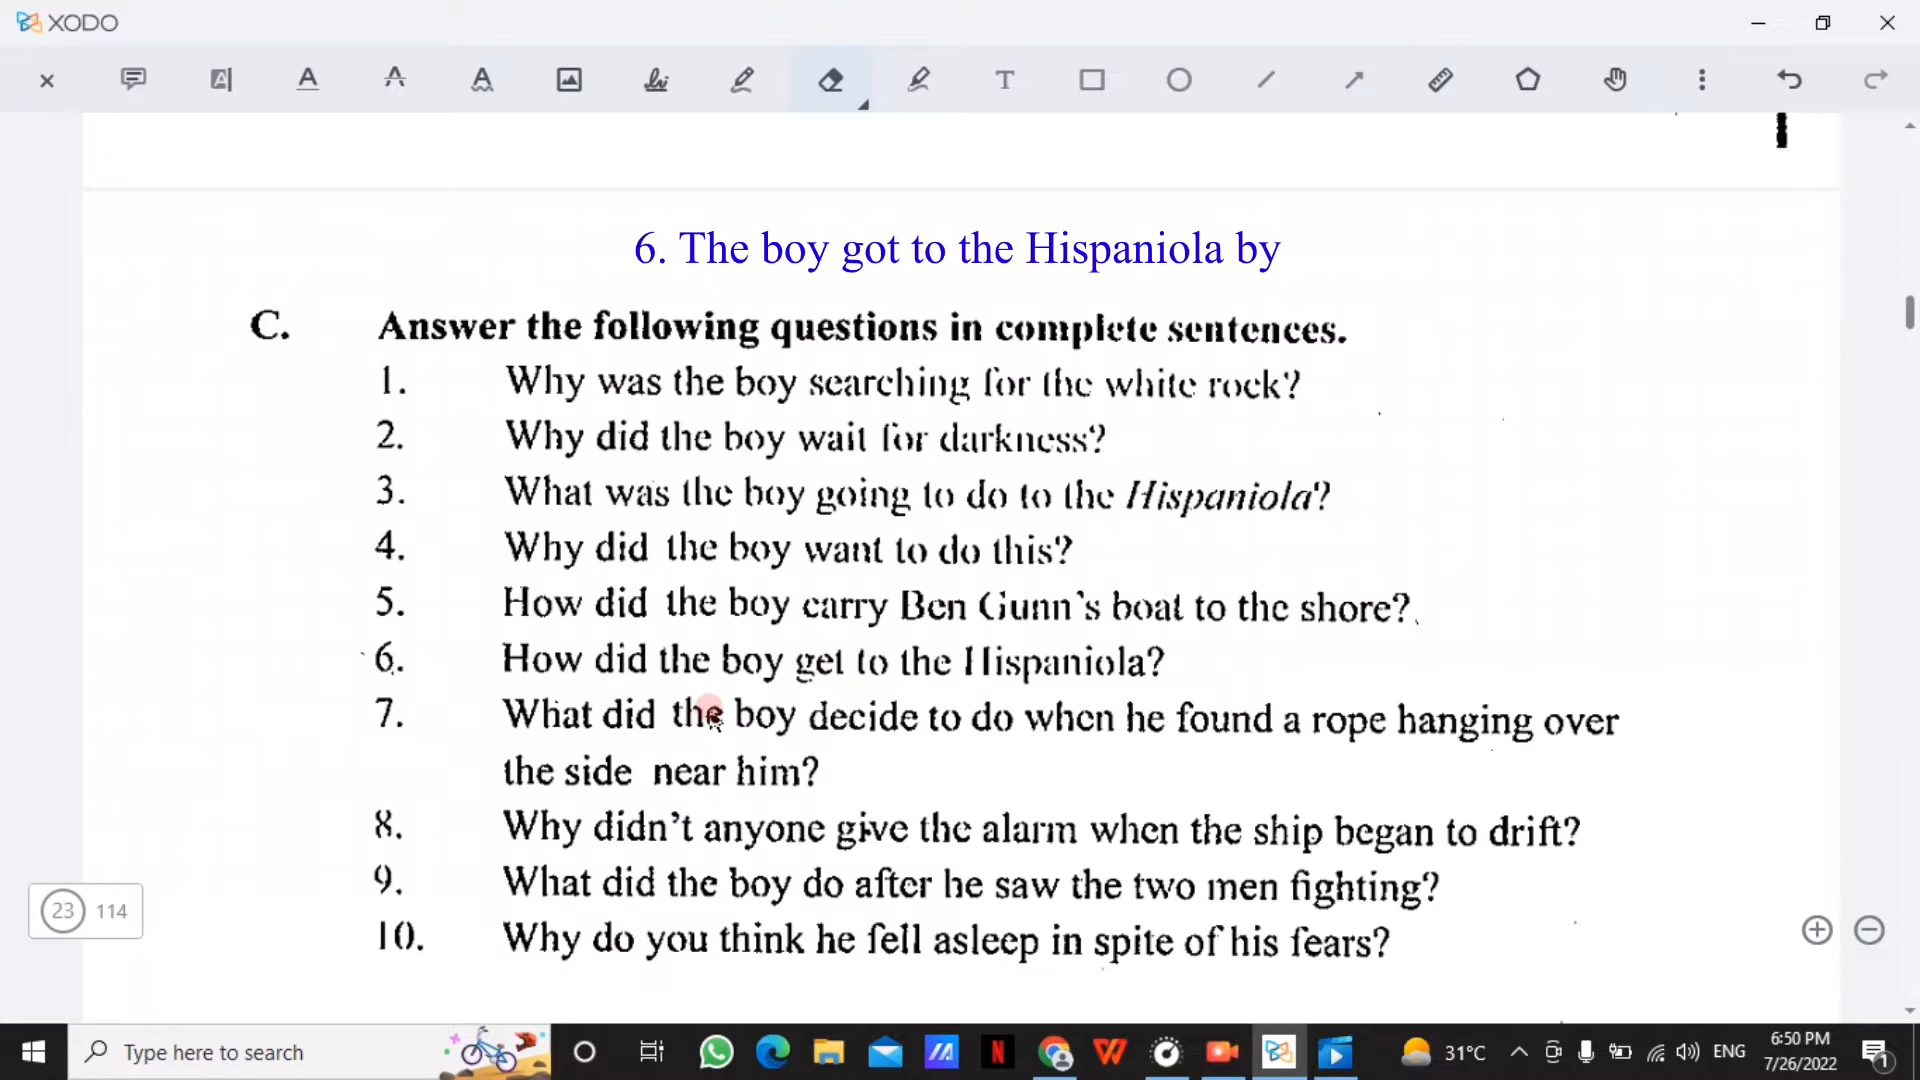 XODO
6. The boy got to the Hispaniola by
C. Answer the following questions in complete sentences.
1. Why was the boy searching for the white rock?
2. Why did the boy wait for darkness?
3. What was the boy going to do to the Hispaniola?
4. Why did the boy want to do this?
5. How did the boy carry Ben Gunn's boat to the shore?
6. How did the boy get to the Hispaniola?
7. What did the boy decide to do when he found a rope hanging over
the side near him?
8. Why didn't anyone give the alarm when the ship began to drift?
9. What did the boy do after he saw the two men fighting?
10. Why do you think he fell asleep in spite of his fears?
23 114
Type here to search
31°C
ENG
6:50 PM
7/26/2022
1